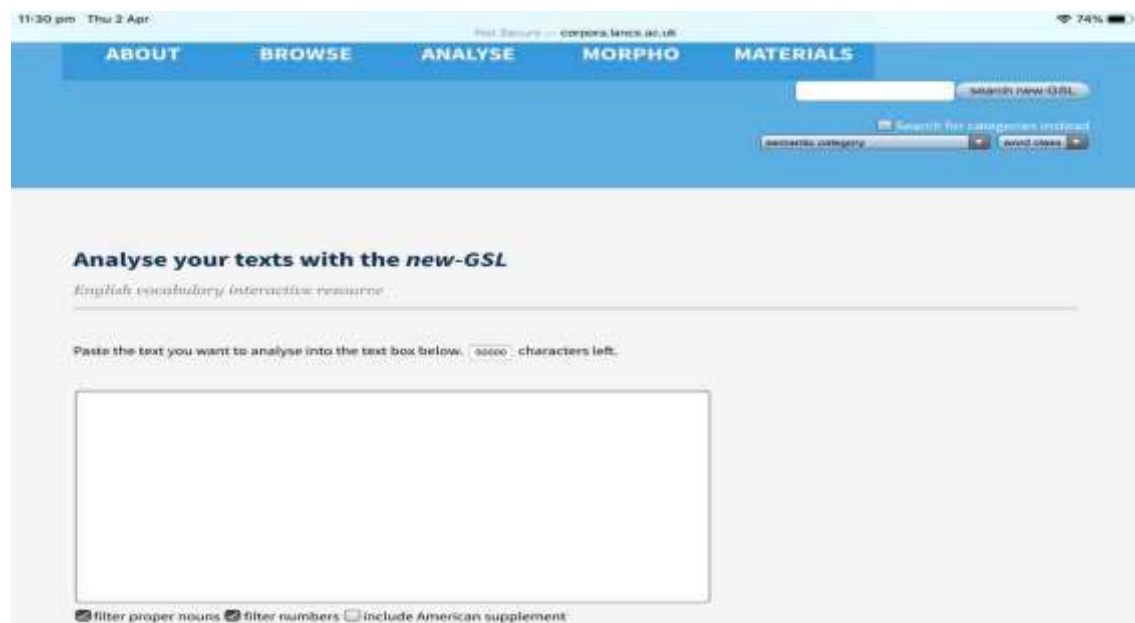 11:30 pm Thu 2 Apr 74%
Not Secure — corpora.lancs.ac.uk
ABOUT BROWSE ANALYSE MORPHO MATERIALS
search new-GSL
Search for categories instead
semantic category word class
Analyse your texts with the new-GSL
English vocabulary interactive resource
Paste the text you want to analyse into the text box below. characters left.
filter proper nouns filter numbers include American supplement